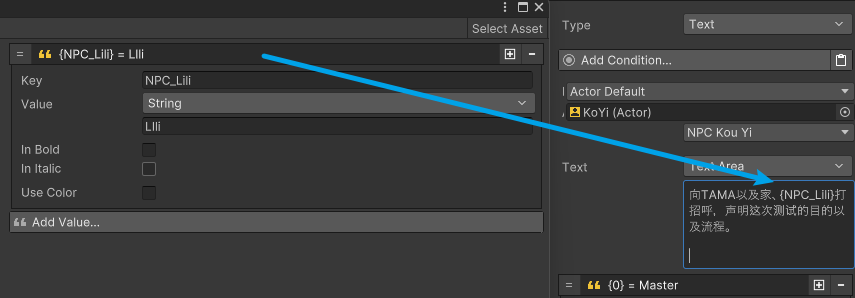 Select Asset
{NPC_Lili} = LIli
Key
NPC_Lili
Value
String
LIli
In Bold
In Italic
Use Color
Add Value...
Type
Text
Add Condition...
Actor Default
KoYi (Actor)
NPC Kou Yi
Text
Text Area
向TAMA以及家、{NPC_Lili}打
招呼，声明这次测试的目的以
及流程。
{0} = Master